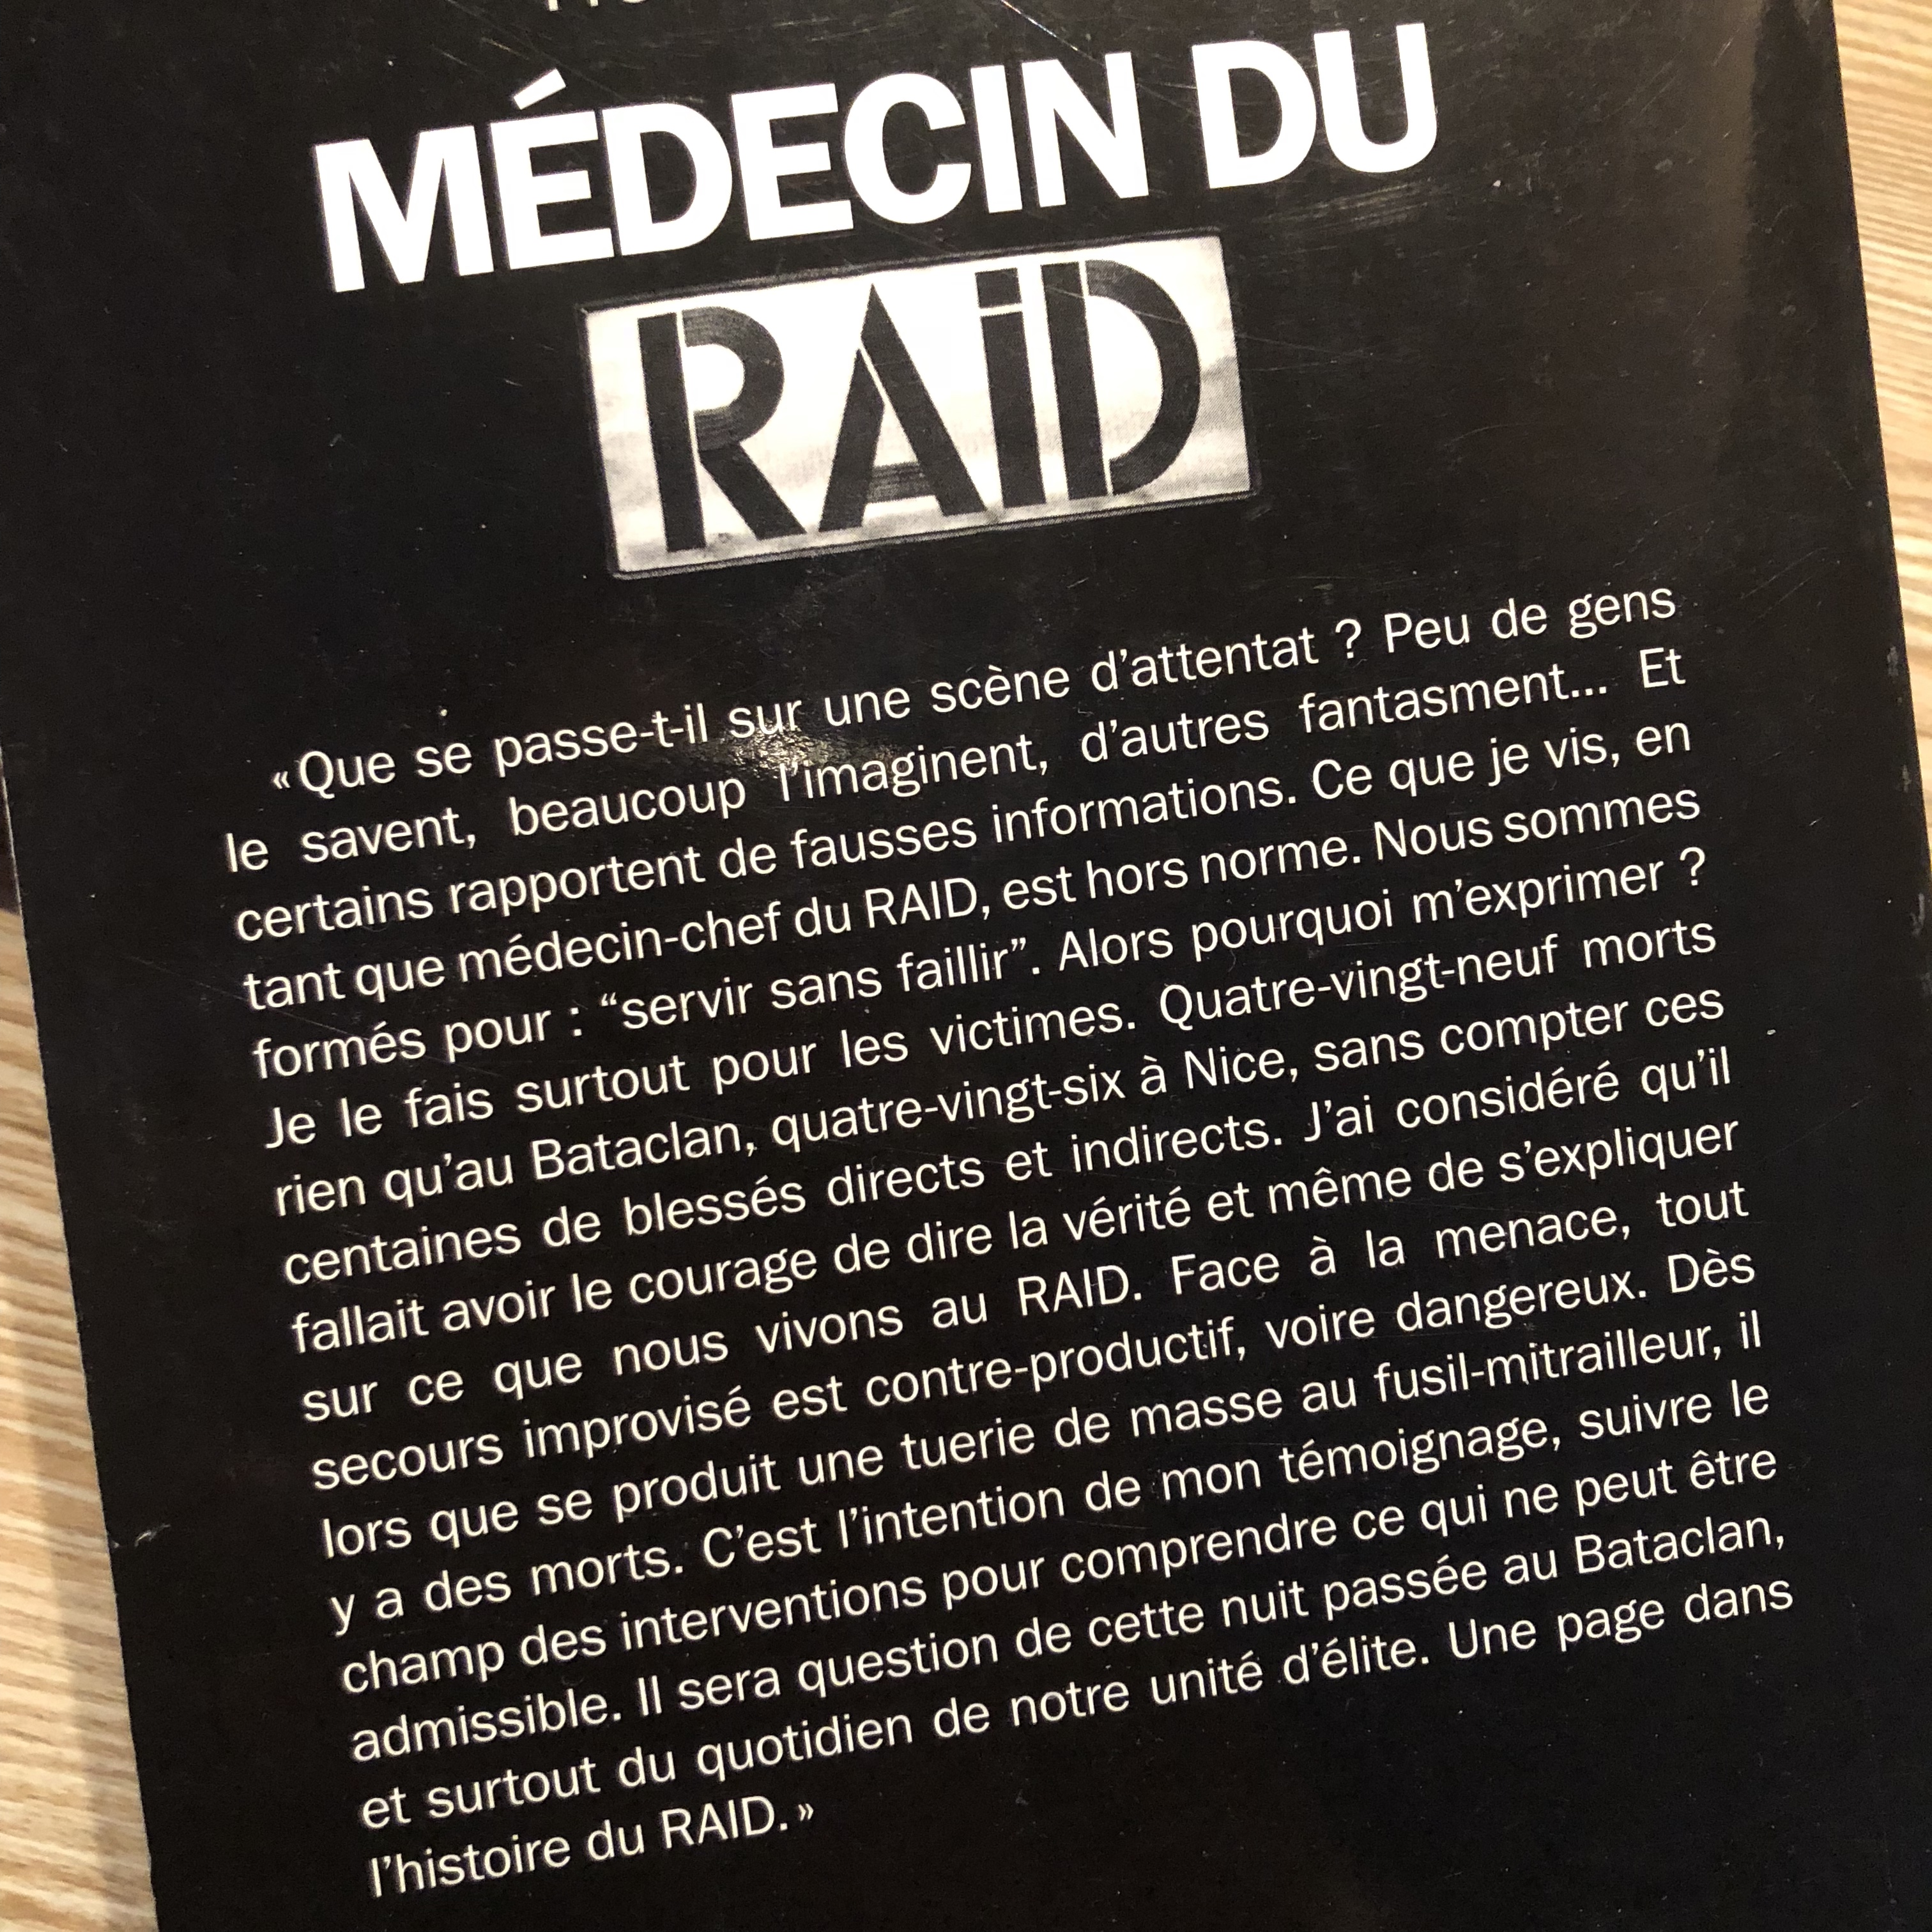 MÉDECIN DU
RAiD
«Que se passe-t-il sur une scène d'attentat ? Peu de gens
le savent, beaucoup l'imaginent, d'autres fantasment... Et
certains rapportent de fausses informations. Ce que je vis, en
tant que médecin-chef du RAID, est hors norme. Nous sommes
formés pour : “servir sans faillir”. Alors pourquoi m'exprimer ?
Je le fais surtout pour les victimes. Quatre-vingt-neuf morts
rien qu'au Bataclan, quatre-vingt-six à Nice, sans compter ces
centaines de blessés directs et indirects. J'ai considéré qu'il
fallait avoir le courage de dire la vérité et même de s'expliquer
sur ce que nous vivons au RAID. Face à la menace, tout
secours improvisé est contre-productif, voire dangereux. Dès
lors que se produit une tuerie de masse au fusil-mitrailleur, il
y a des morts. C'est l'intention de mon témoignage, suivre le
champ des interventions pour comprendre ce qui ne peut être
admissible. Il sera question de cette nuit passée au Bataclan,
et surtout du quotidien de notre unité d'élite. Une page dans
l'histoire du RAID.»